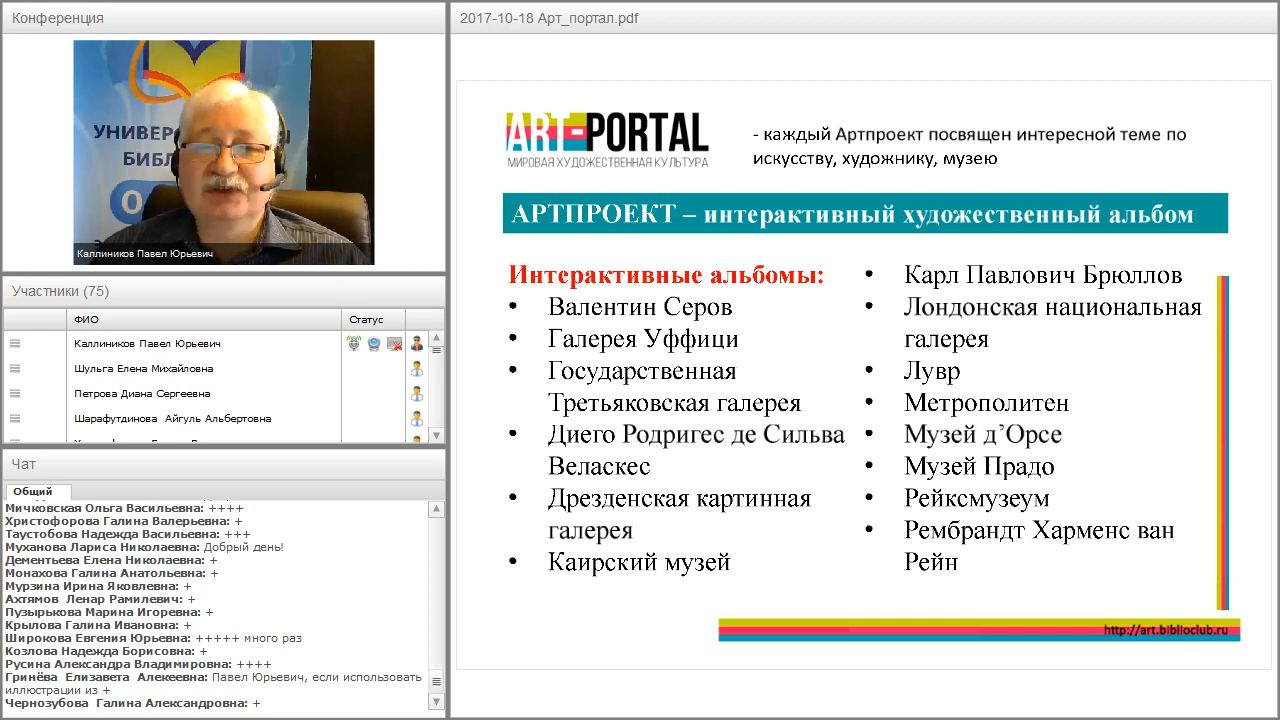 Конференция
УНИВЕР
БИБЛ
Каллиников Павел Юрьевич
Участники (75)
ФИО
Статус
Каллиников Павел Юрьевич
Шульга Елена Михайловна
Петрова Диана Сергеевна
Шарафутдинова Айгуль Альбертовна
Чат
Общий
Мичковская Ольга Васильевна: ++++
Христофорова Галина Валерьевна: +
Таустобова Надежда Васильевна: +++
Муханова Лариса Николаевна: Добрый день!
Дементьева Елена Николаевна: +
Монахова Галина Анатольевна: +
Мурзина Ирина Яковлевна: +
Ахтямов Ленар Рамилевич: +
Пузырькова Марина Игоревна: +
Крылова Галина Ивановна: +
Широкова Евгения Юрьевна: +++++ много раз
Козлова Надежда Борисовна: +
Русина Александра Владимировна: ++++
Гринёва Елизавета Алекеевна: Павел Юрьевич, если использовать
иллюстрации из +
Чернозубова Галина Александровна: +
2017-10-18 Арт_портал.pdf
ART-PORTAL
МИРОВАЯ ХУДОЖЕСТВЕННАЯ КУЛЬТУРА
- каждый Артпроект посвящен интересной теме по
искусству, художнику, музею
АРТПРОЕКТ – интерактивный художественный альбом
Интерактивные альбомы:
• Валентин Серов
• Галерея Уффици
• Государственная
Третьяковская галерея
• Диего Родригес де Сильва
Веласкес
• Дрезденская картинная
галерея
• Каирский музей
• Карл Павлович Брюллов
• Лондонская национальная
галерея
• Лувр
• Метрополитен
• Музей д’Орсе
• Музей Прадо
• Рейксмузеум
• Рембрандт Харменс ван
Рейн
http://art.biblioclub.ru